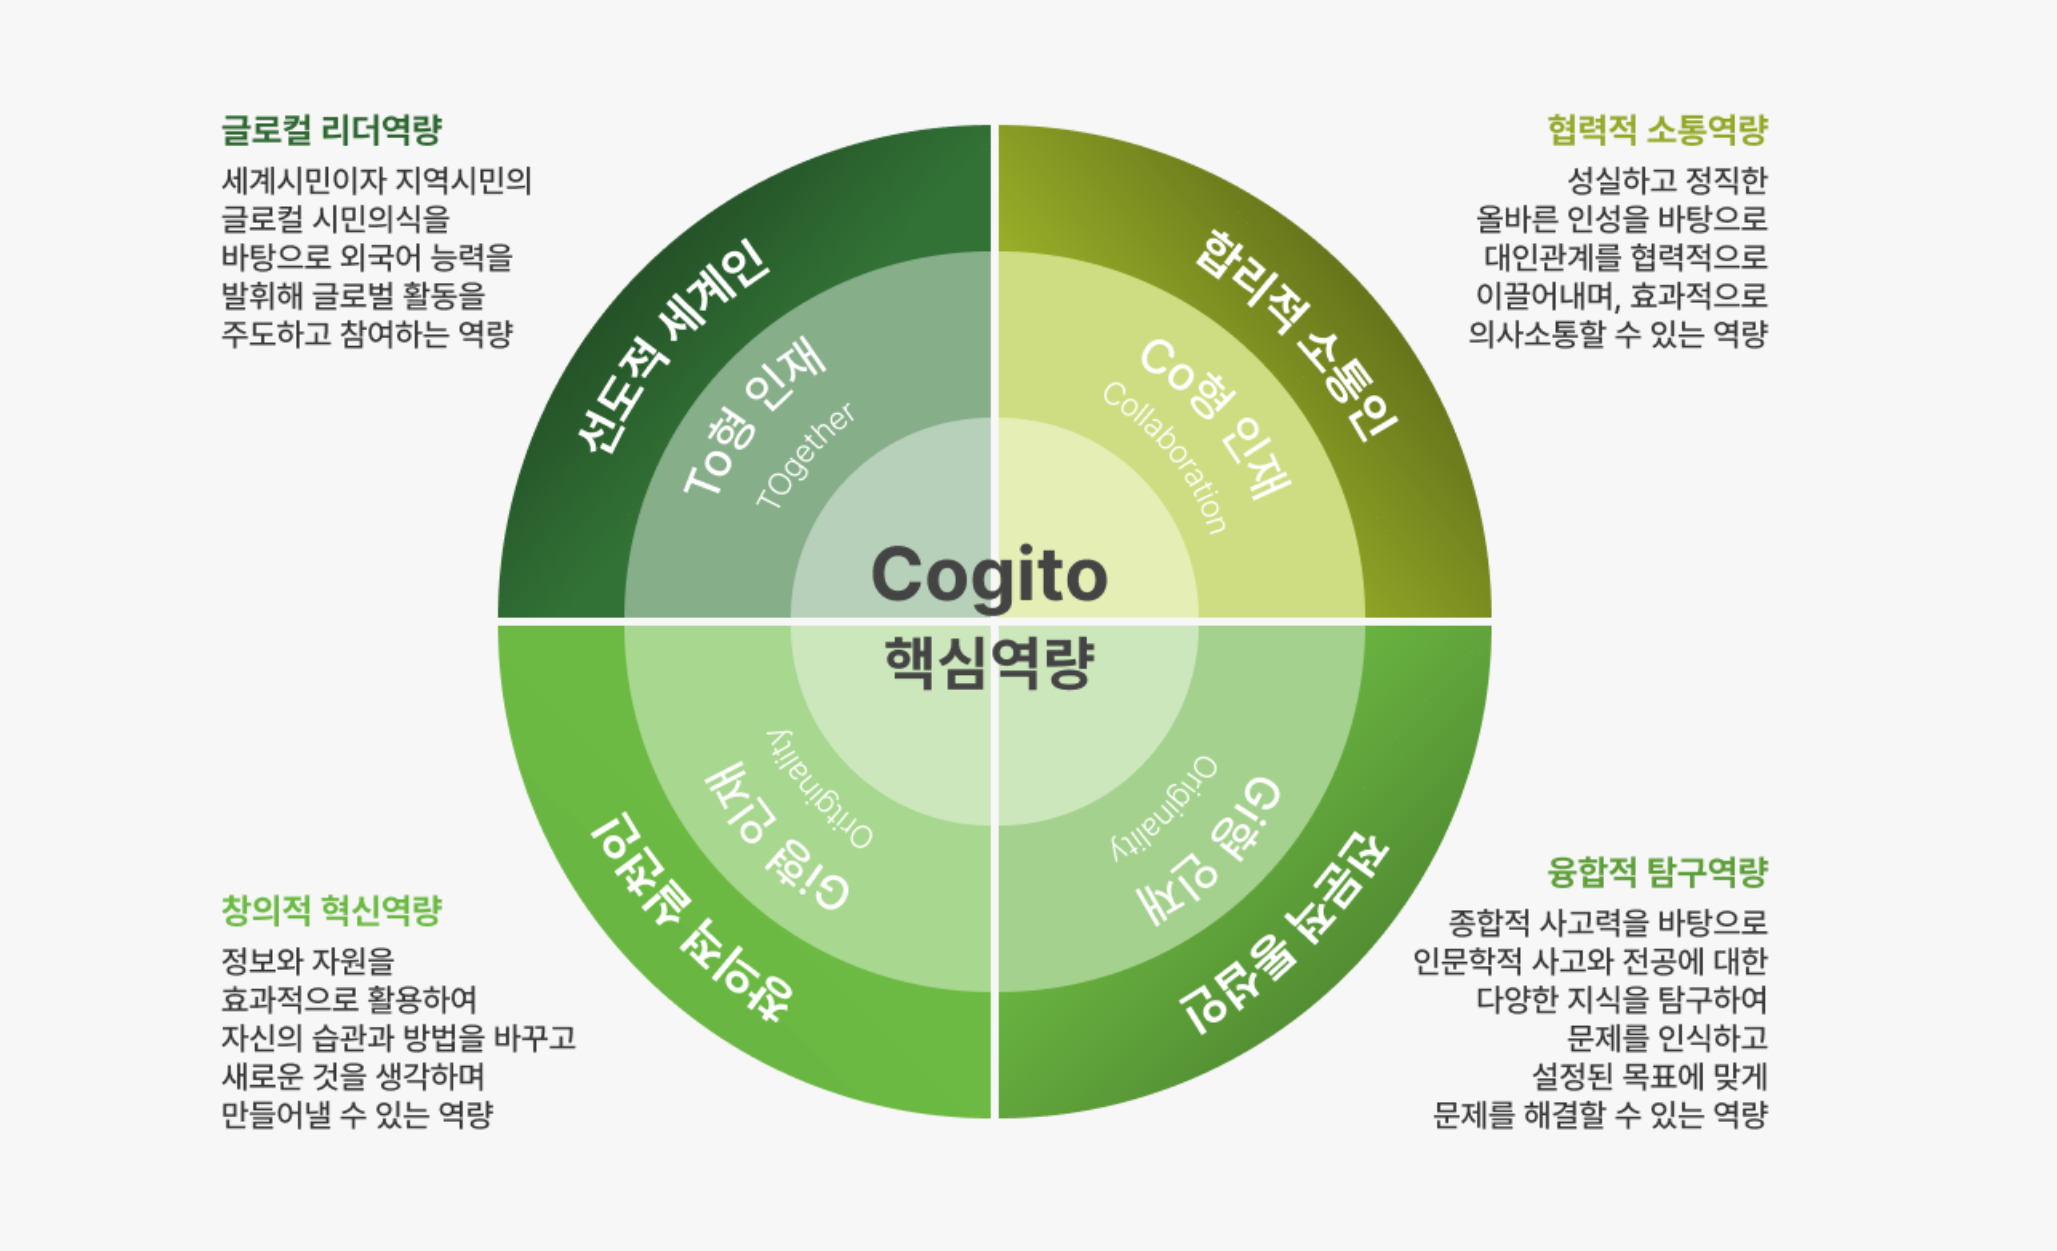 글로컬 리더역량
세계시민이자 지역시민의
글로컬 시민의식을
바탕으로 외국어 능력을
발휘해 글로벌 활동을
주도하고 참여하는 역량
협력적 소통역량
성실하고 정직한
올바른 인성을 바탕으로
대인관계를 협력적으로
이끌어내며, 효과적으로
의사소통할 수 있는 역량
선도적 세계인
To형 인재
TOgether
합리적 소통인
Co형 인재
Collaboration
Cogito
핵심역량
창의적 실천인
Gi형 인재
Oritginality
전문적 통섭인
Gi형 인재
Originality
창의적 혁신역량
정보와 자원을
효과적으로 활용하여
자신의 습관과 방법을 바꾸고
새로운 것을 생각하며
만들어낼 수 있는 역량
융합적 탐구역량
종합적 사고력을 바탕으로
인문학적 사고와 전공에 대한
다양한 지식을 탐구하여
문제를 인식하고
설정된 목표에 맞게
문제를 해결할 수 있는 역량